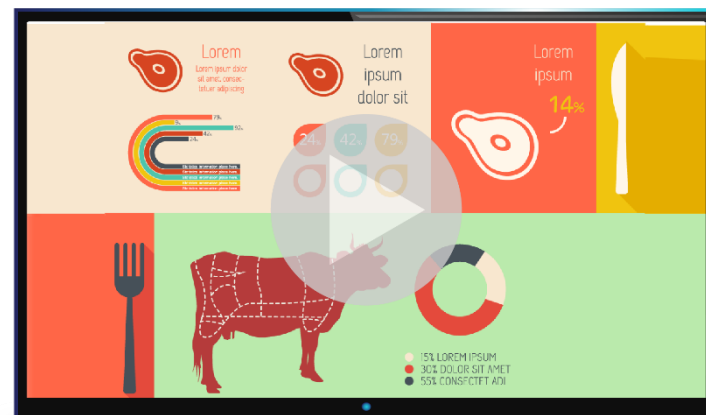 Lorem
Lorem ipsum dolor
sit amet, consec-
tetuer adipiscing
Lorem
ipsum
dolor sit
Lorem
ipsum
14%
24%
42%
79%
15% LOREM IPSUM
30% DOLOR SIT AMET
55% CONSECTET ADI